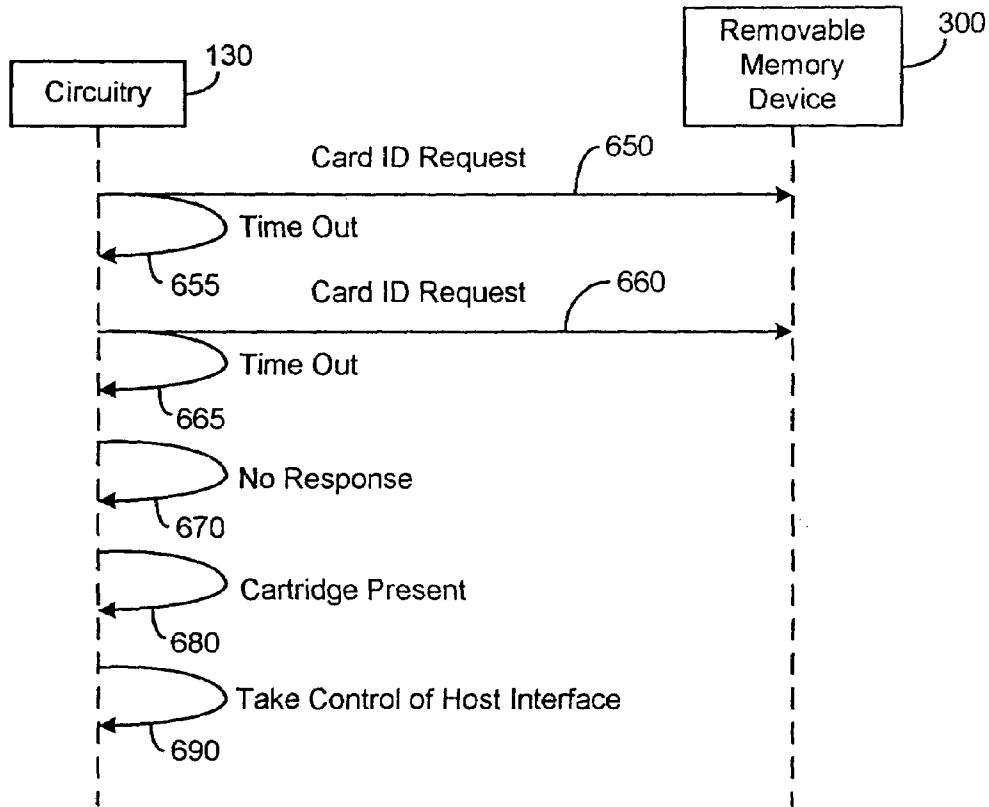 Circuitry
130
Removable
Memory
Device
300
Card ID Request
650
Time Out
655
Card ID Request
660
Time Out
665
No Response
670
Cartridge Present
680
Take Control of Host Interface
690